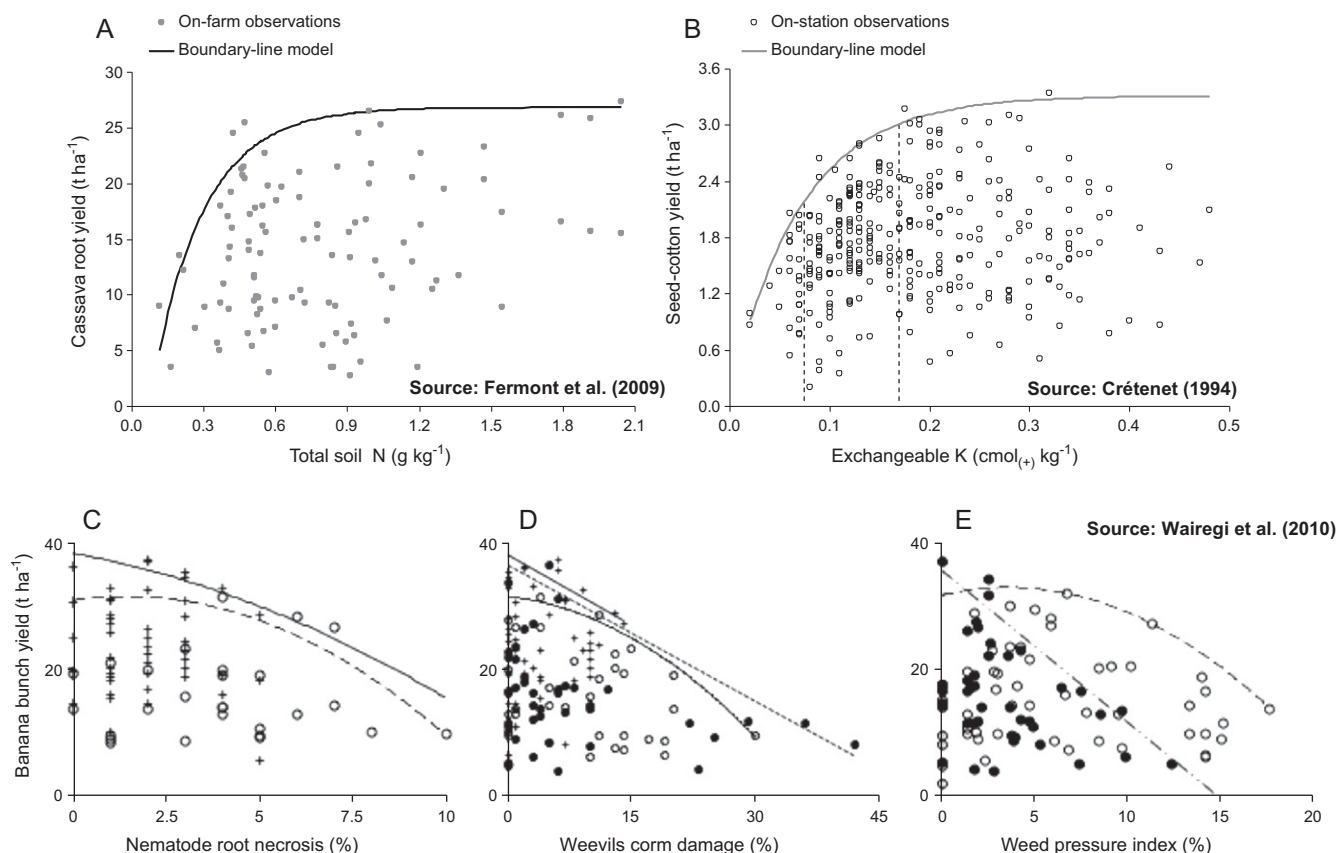 A
On-farm observations
Boundary-line model
30
25
20
15
10
5
0
Cassava root yield (t ha⁻¹)
Source: Fermont et al. (2009)
0.0 0.3 0.6 0.9 1.2 1.5 1.8 2.1
Total soil N (g kg⁻¹)
B
On-station observations
Boundary-line model
3.6
3.0
2.4
1.8
1.2
0.6
0.0
Seed-cotton yield (t ha⁻¹)
Source: Crétenet (1994)
0.0 0.1 0.2 0.3 0.4 0.5
Exchangeable K (cmol₍₊₎ kg⁻¹)
C
40
20
0
Banana bunch yield (t ha⁻¹)
0 2.5 5 7.5 10
Nematode root necrosis (%)
D
40
20
0
0 15 30 45
Weevils corm damage (%)
E
Source: Wairegi et al. (2010)
40
20
0
0 5 10 15 20
Weed pressure index (%)